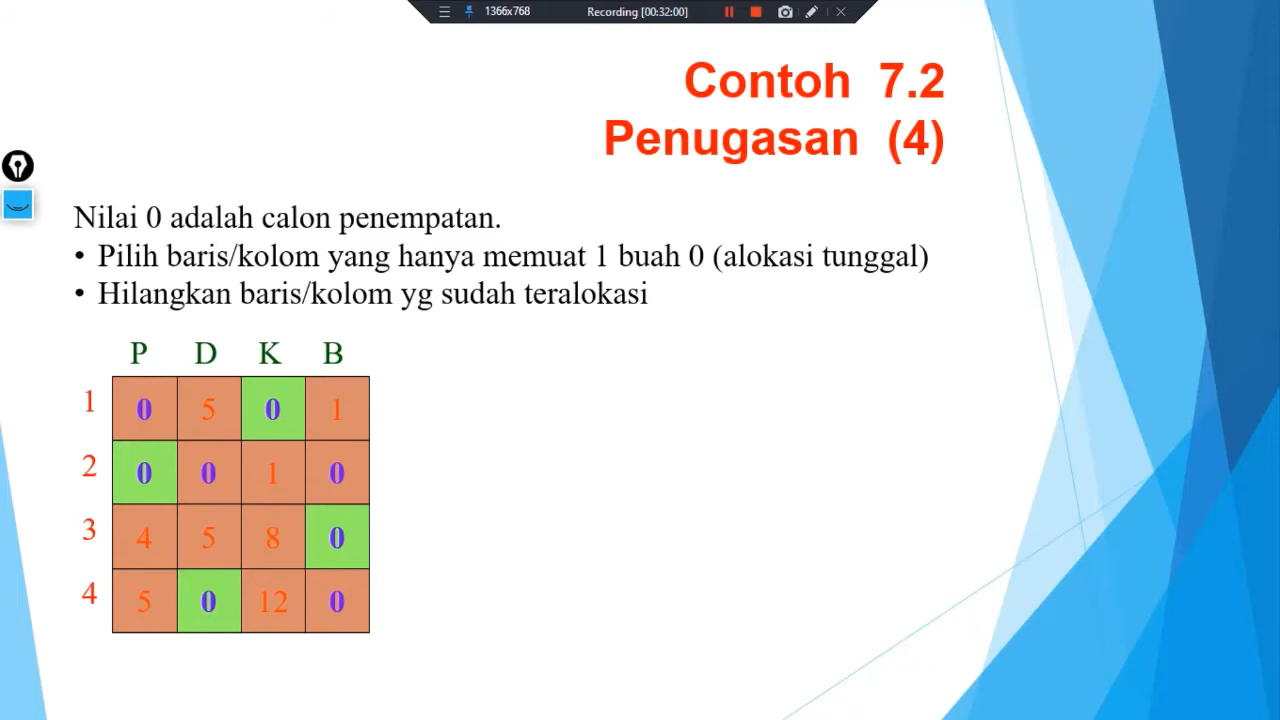 1366x768 Recording [00:32:00]
Contoh 7.2
Penugasan (4)
Nilai 0 adalah calon penempatan.
• Pilih baris/kolom yang hanya memuat 1 buah 0 (alokasi tunggal)
• Hilangkan baris/kolom yg sudah teralokasi
P D K B
1 0 5 0 1
2 0 0 1 0
3 4 5 8 0
4 5 0 12 0